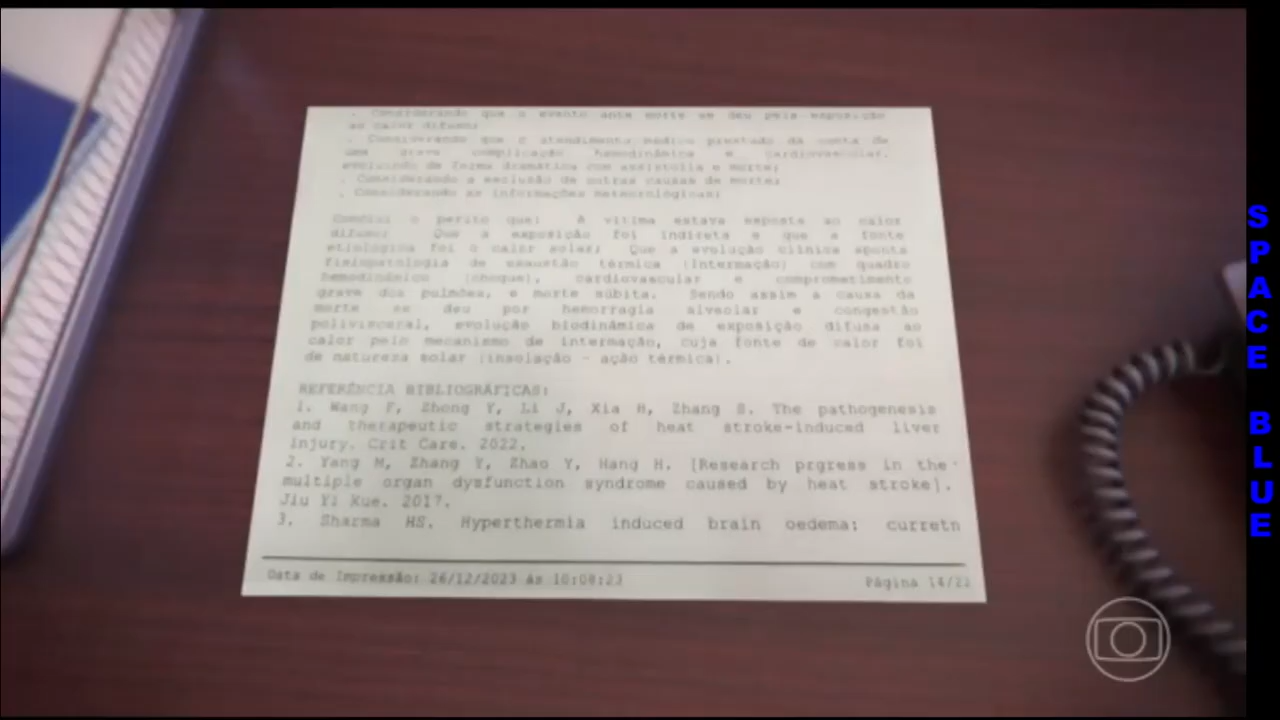 . Considerando que o evento ante morte se deu pela exposição
ao calor difuso;
. Considerando que o atendimento médico prestado da conta de
uma grave complicação hemodinâmica e cardiovascular,
evoluindo de forma dramática com assistolia e morte;
. Considerando a exclusão de outras causas de morte;
. Considerando as informações meteorológicas;
Conclui o perito que: A vítima estava exposta ao calor
difuso; Que a exposição foi indireta e que a fonte
etiológica foi o calor solar; Que a evolução clínica aponta
fisiopatologia de exaustão térmica (Intermação) com quadro
hemodinâmico (choque), cardiovascular e comprometimento
grave dos pulmões, e morte súbita. Sendo assim a causa da
morte se deu por hemorragia alveolar e congestão
polivisceral, evolução biodinâmica de exposição difusa ao
calor pelo mecanismo de intermação, cuja fonte de calor foi
de natureza solar (insolação - ação térmica).
REFERÊNCIA BIBLIOGRÁFICAS:
1. Wang F, Zhong Y, Li J, Xia H, Zhang B. The pathogenesis
and therapeutic strategies of heat stroke-induced liver
injury. Crit Care. 2022.
2. Yang M, Zhang Y, Zhao Y, Hang H. [Research prgress in the
multiple organ dysfunction syndrome caused by heat stroke].
Jiu Yi Xue. 2017.
3. Sharma HS. Hyperthermia induced brain oedema: curretn
Data de Impressão: 26/12/2023 às 10:08:23
Página 14/22
SPACE BLUE